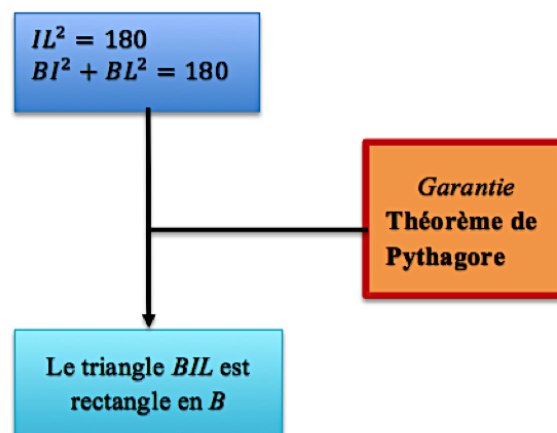 IL² = 180
BI² + BL² = 180
Garantie
Théorème de
Pythagore
Le triangle BIL est
rectangle en B